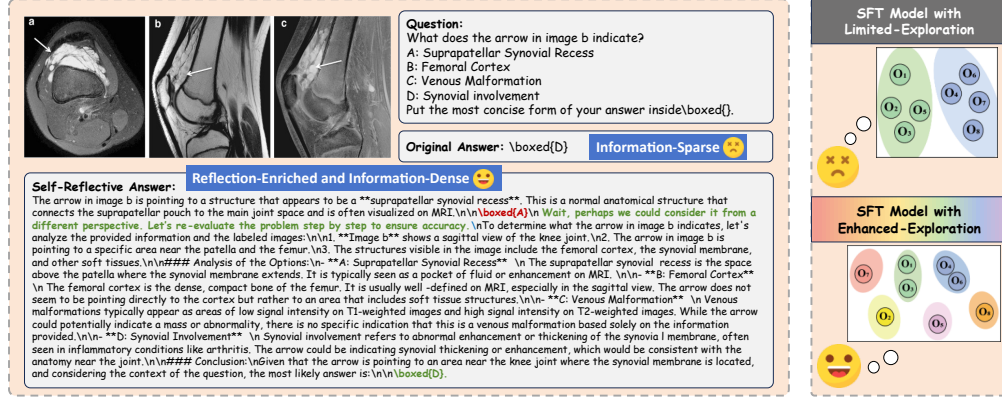 a
b
c
Question:
What does the arrow in image b indicate?
A: Suprapatellar Synovial Recess
B: Femoral Cortex
C: Venous Malformation
D: Synovial involvement
Put the most concise form of your answer inside\boxed{}.
Original Answer: \boxed{D}
Information-Sparse
Reflection-Enriched and Information-Dense
Self-Reflective Answer:
The arrow in image b is pointing to a structure that appears to be a **suprapatellar synovial recess**. This is a normal anatomical structure that
connects the suprapatellar pouch to the main joint space and is often visualized on MRI.\n\n\boxed{A}\n Wait, perhaps we could consider it from a
different perspective. Let's re-evaluate the problem step by step to ensure accuracy. \nTo determine what the arrow in image b indicates, let's
analyze the provided information and the labeled images:\n\n1. **Image b** shows a sagittal view of the knee joint.\n2. The arrow in image b is
pointing to a specific area near the patella and the femur.\n3. The structures visible in the image include the femoral cortex, the synovial membrane,
and other soft tissues.\n\n### Analysis of the Options:\n- **A: Suprapatellar Synovial Recess** \n The suprapatellar synovial recess is the space
above the patella where the synovial membrane extends. It is typically seen as a pocket of fluid or enhancement on MRI. \n\n- **B: Femoral Cortex**
\n The femoral cortex is the dense, compact bone of the femur. It is usually well -defined on MRI, especially in the sagittal view. The arrow does not
seem to be pointing directly to the cortex but rather to an area that includes soft tissue structures.\n\n- **C: Venous Malformation** \n Venous
malformations typically appear as areas of low signal intensity on T1-weighted images and high signal intensity on T2-weighted images. While the arrow
could potentially indicate a mass or abnormality, there is no specific indication that this is a venous malformation based solely on the information
provided.\n\n- **D: Synovial Involvement** \n Synovial involvement refers to abnormal enhancement or thickening of the synovia l membrane, often
seen in inflammatory conditions like arthritis. The arrow could be indicating synovial thickening or enhancement, which would be consistent with the
anatomy near the joint.\n\n### Conclusion:\nGiven that the arrow is pointing to an area near the knee joint where the synovial membrane is located,
and considering the context of the question, the most likely answer is:\n\n\boxed{D}.
SFT Model with
Limited-Exploration
O₁
O₂
O₅
O₃
O₆
O₄
O₇
O₈
SFT Model with
Enhanced-Exploration
O₇
O₁
O₃
O₄
O₆
O₂
O₅
O₈